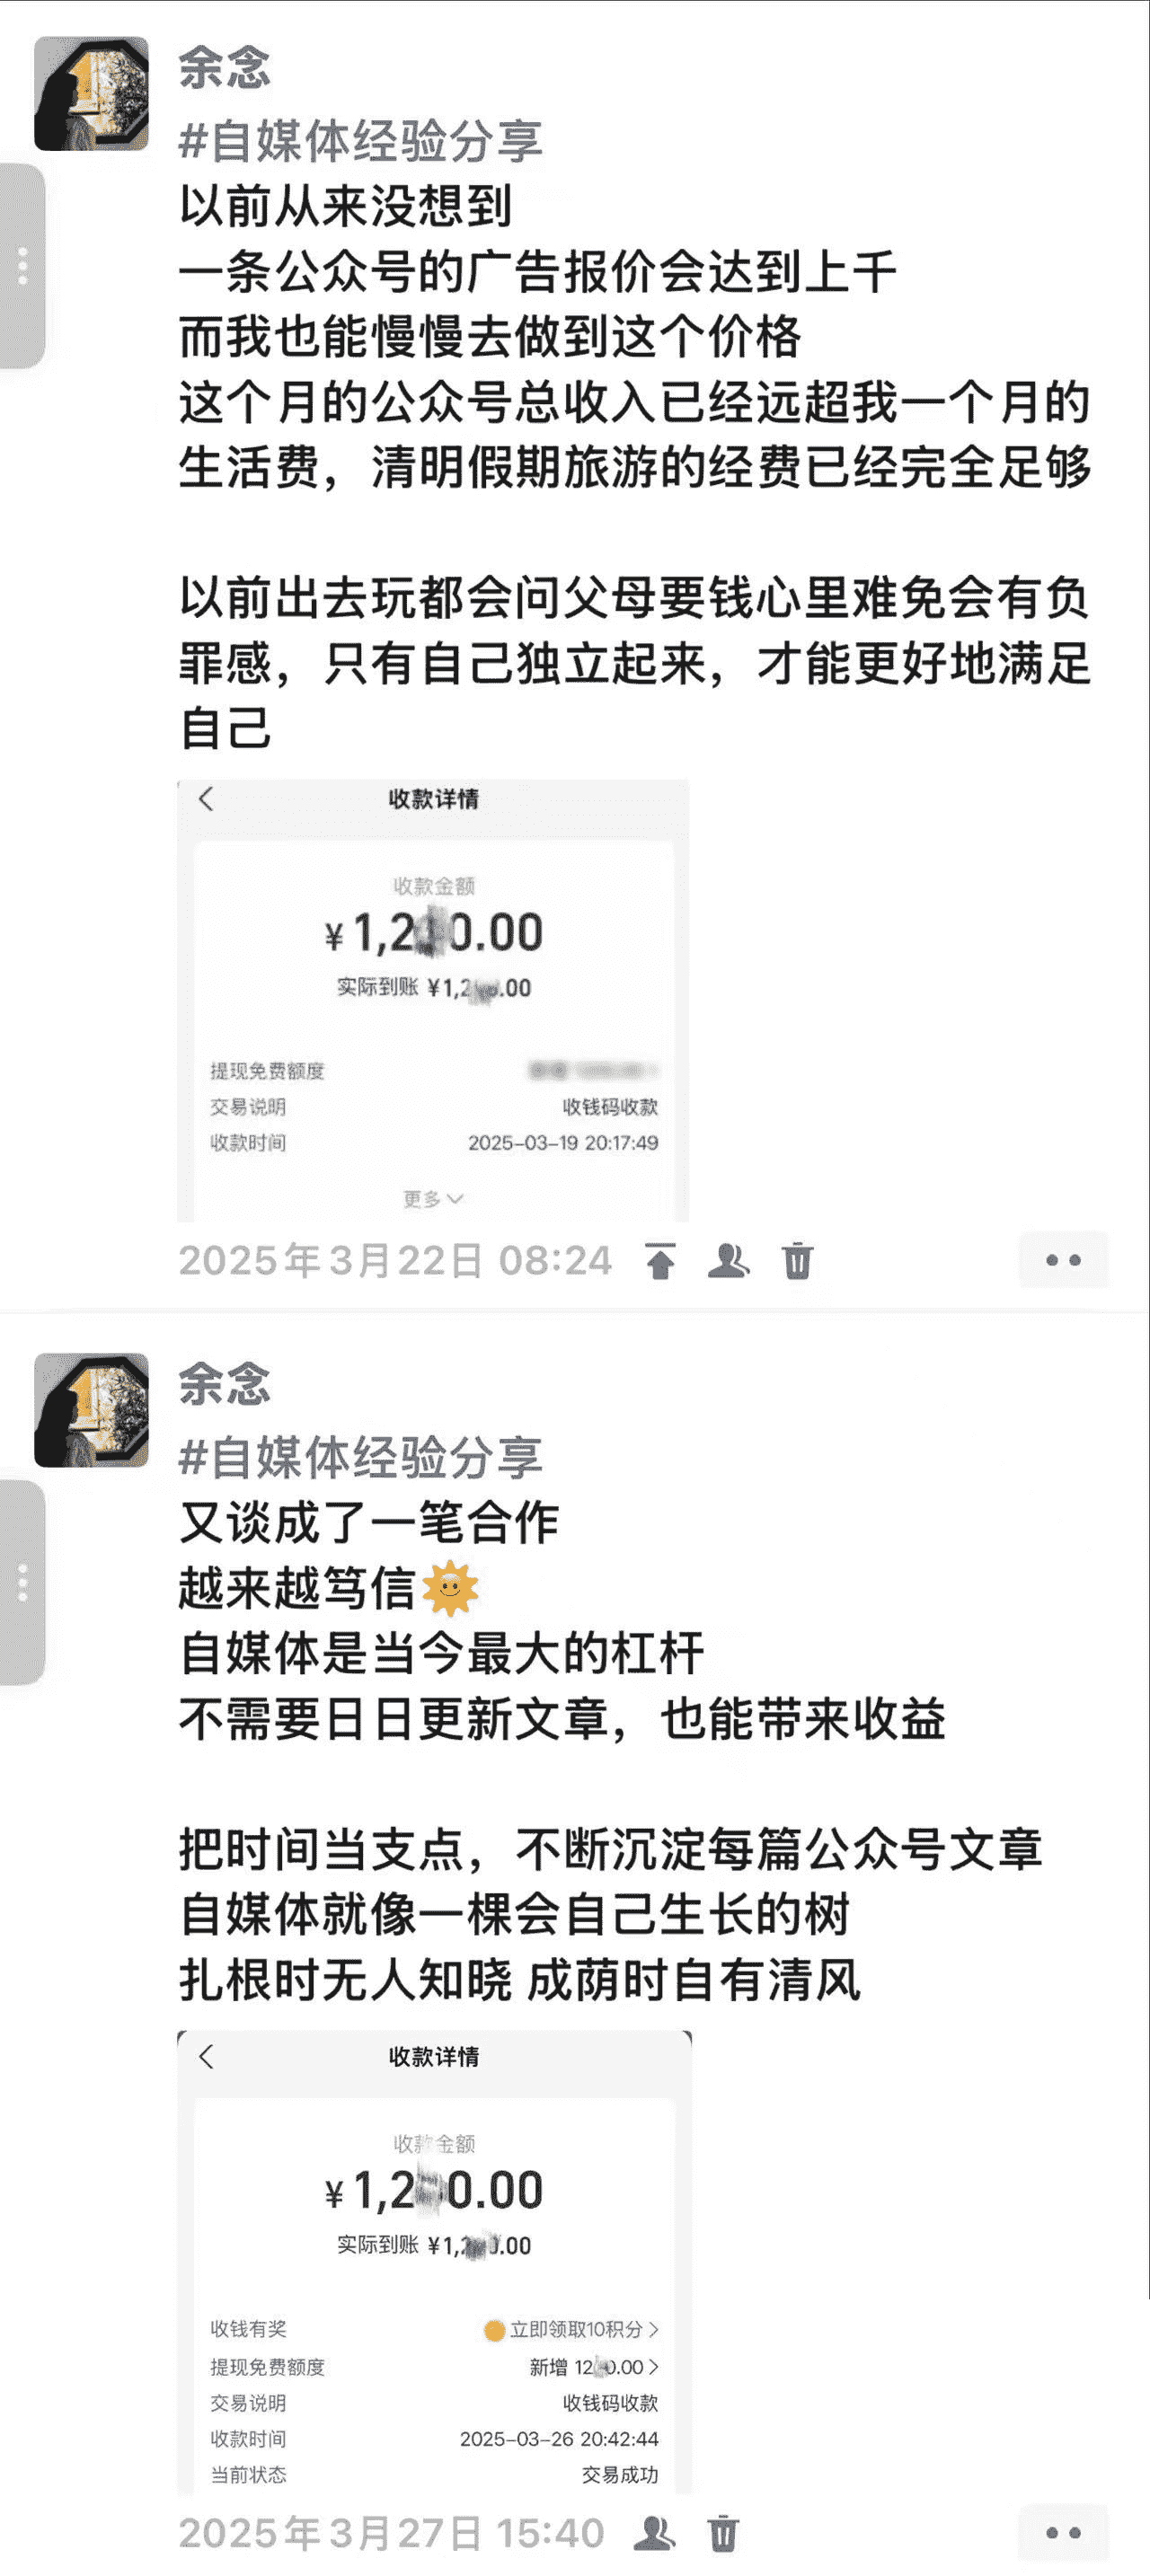 余念
#自媒体经验分享
以前从来没想到
一条公众号的广告报价会达到上千
而我也能慢慢去做到这个价格
这个月的公众号总收入已经远超我一个月的
生活费，清明假期旅游的经费已经完全足够
以前出去玩都会问父母要钱心里难免会有负
罪感，只有自己独立起来，才能更好地满足
自己
收款详情
收款金额
实际到账
提现免费额度
交易说明 收钱码收款
收款时间 2025-03-19 20:17:49
更多
2025年3月22日 08:24
余念
#自媒体经验分享
又谈成了一笔合作
越来越笃信
自媒体是当今最大的杠杆
不需要日日更新文章，也能带来收益
把时间当支点，不断沉淀每篇公众号文章
自媒体就像一棵会自己生长的树
扎根时无人知晓 成荫时自有清风
收款详情
收款金额
实际到账
收钱有奖 立即领取10积分
提现免费额度 新增
交易说明 收钱码收款
收款时间 2025-03-26 20:42:44
当前状态 交易成功
2025年3月27日 15:40